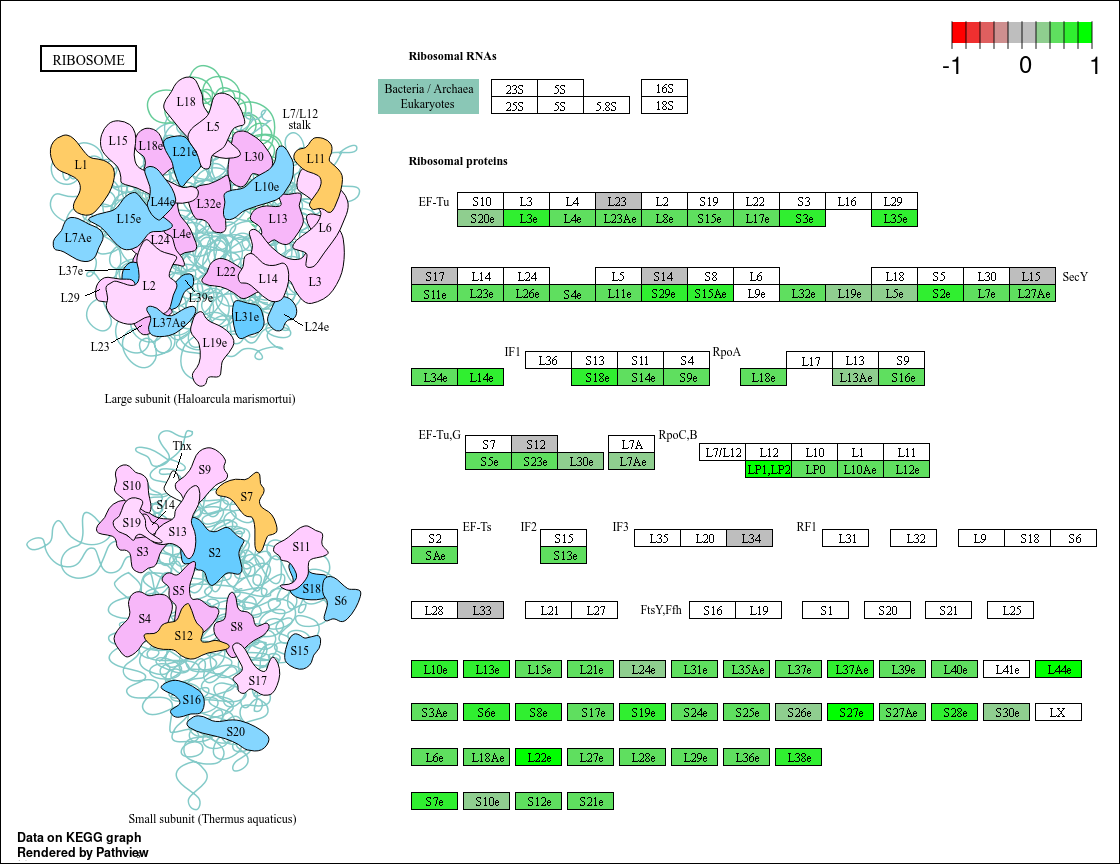 RIBOSOME
-1 0 1
Ribosomal RNAs
Bacteria / Archaea
Eukaryotes
23S 5S 16S
25S 5S 5.8S 18S
Ribosomal proteins
EF-Tu
S10 L3 L4 L23 L2 S19 L22 S3 L16 L29
S20e L3e L4e L23Ae L8e S15e L17e S3e L35e
S17 L14 L24 L5 S14 S8 L6 L18 S5 L30 L15 SecY
S11e L23e L26e S4e L11e S29e S15Ae L9e L32e L19e L5e S2e L7e L27Ae
IF1 L36 S13 S11 S4 RpoA L17 L13 S9
L34e L14e S18e S14e S9e L18e L13Ae S16e
EF-Tu,G S7 S12 L7A RpoC,B L7/L12 L12 L10 L1 L11
S5e S23e L30e L7Ae LP1,LP2 LP0 L10Ae L12e
S2 EF-Ts IF2 S15 IF3 L35 L20 L34 RF1 L31 L32 L9 S18 S6
SAe S13e
L28 L33 L21 L27 FtsY,Ffh S16 L19 S1 S20 S21 L25
L10e L13e L15e L21e L24e L31e L35Ae L37e L37Ae L39e L40e L41e L44e
S3Ae S6e S8e S17e S19e S24e S25e S26e S27e S27Ae S28e S30e LX
L6e L18Ae L22e L27e L28e L29e L36e L38e
S7e S10e S12e S21e
L18
L5
L7/L12
stalk
L15
L18e
L21e
L30
L11
L1
L10e
L44e
L32e
L15e
L13
L6
L7Ae
L24
L4e
L37e
L22
L14
L3
L2
L29
L39e
L37Ae
L31e
L24e
L23
L19e
Large subunit (Haloarcula marismortui)
Thx
S9
S10
S7
S14
S19
S13
S3
S2
S11
S5
S18
S6
S4
S12
S8
S15
S17
S16
S20
Small subunit (Thermus aquaticus)
Data on KEGG graph
Rendered by Pathview